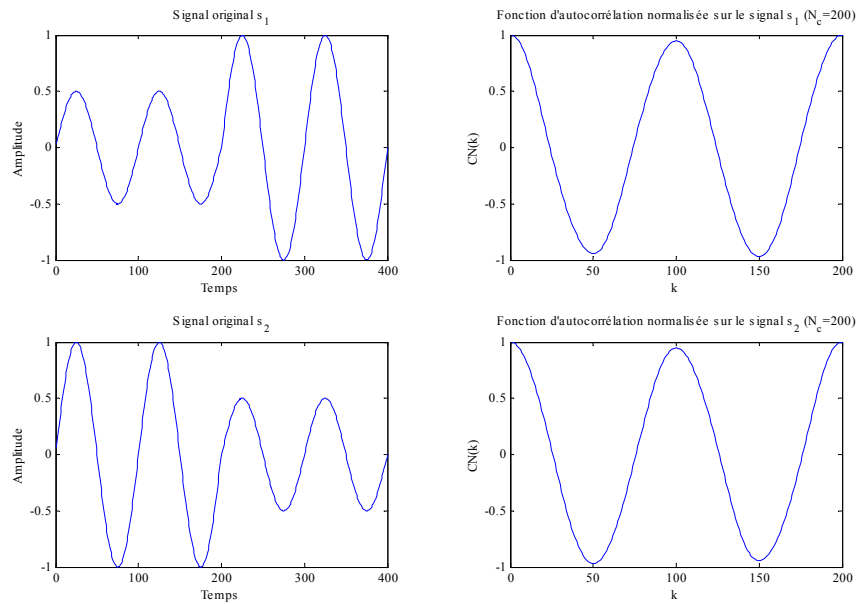 Signal original s1
Amplitude
1
0.5
0
-0.5
-1
0 100 200 300 400
Temps
Fonction d'autocorrélation normalisée sur le signal s1 (Nc=200)
CN(k)
1
0.5
0
-0.5
-1
0 50 100 150 200
k
Signal original s2
Amplitude
1
0.5
0
-0.5
-1
0 100 200 300 400
Temps
Fonction d'autocorrélation normalisée sur le signal s2 (Nc=200)
CN(k)
1
0.5
0
-0.5
-1
0 50 100 150 200
k